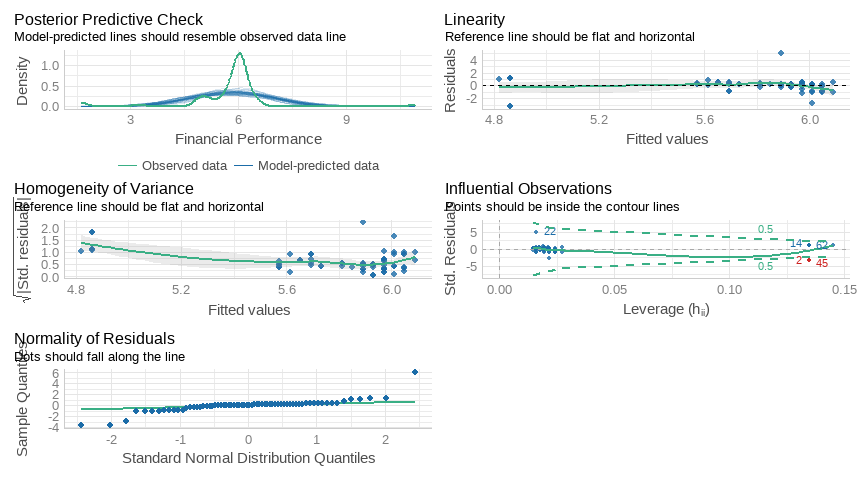 Posterior Predictive Check
Model-predicted lines should resemble observed data line
Density
1.0
0.5
0.0
3
6
9
Financial Performance
Observed data
Model-predicted data
Linearity
Reference line should be flat and horizontal
Residuals
4
2
0
-2
4.8
5.2
5.6
6.0
Fitted values
Homogeneity of Variance
Reference line should be flat and horizontal
√|Std. residuals|
2.0
1.5
1.0
0.5
0.0
4.8
5.2
5.6
6.0
Fitted values
Influential Observations
Points should be inside the contour lines
Std. Residuals
5
0
-5
22
0.5
14
0.5
2
45
0.00
0.05
0.10
0.15
Leverage (hᵢᵢ)
Normality of Residuals
Dots should fall along the line
Sample Quantiles
6
4
2
0
-2
-4
-2
-1
0
1
2
Standard Normal Distribution Quantiles